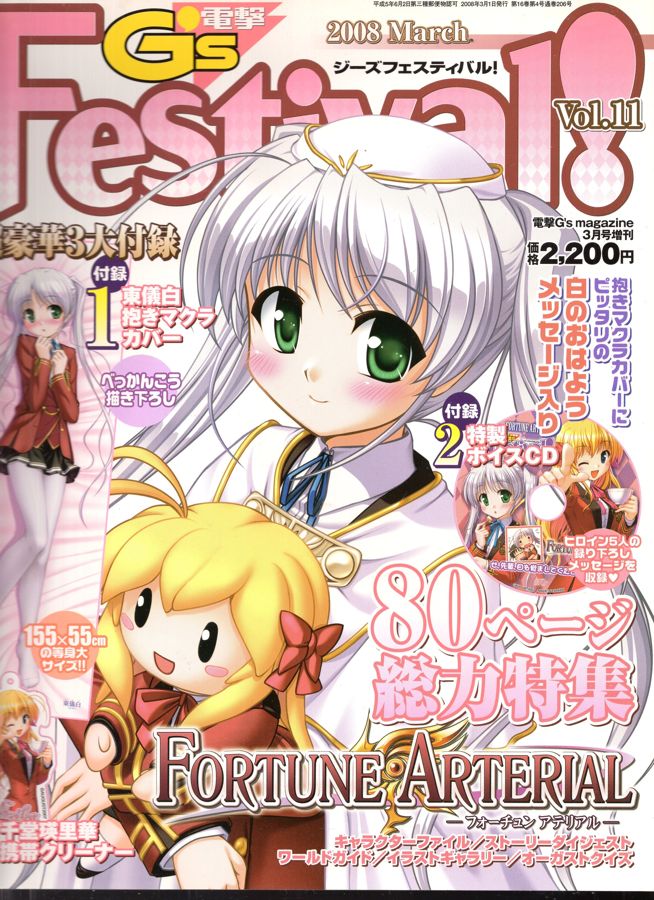 平成5年6月2日第三種郵便物認可 2008年3月1日発行 第16巻第4号通巻206号
電撃
G's
Festival!
2008 March
ジーズフェスティバル!
Vol.11
電撃G's magazine
3月号増刊
価格2,200円
豪華3大付録
付録
1
東儀白
抱きマクラ
カバー
べっかんこう
描き下ろし
抱きマクラカバーに
ピッタリの
白のおはよう
メッセージ入り
付録
2
特製
ボイスCD
ヒロイン5人の
録り下ろし
メッセージを
収録♥
155×55cm
の等身大
サイズ!!
東儀白
80ページ
総力特集
FORTUNE ARTERIAL
―フォーチュン アテリアル―
千堂瑛里華
携帯クリーナー
キャラクターファイル/ストーリーダイジェスト
ワールドガイド/イラストギャラリー/オーガストクイズ